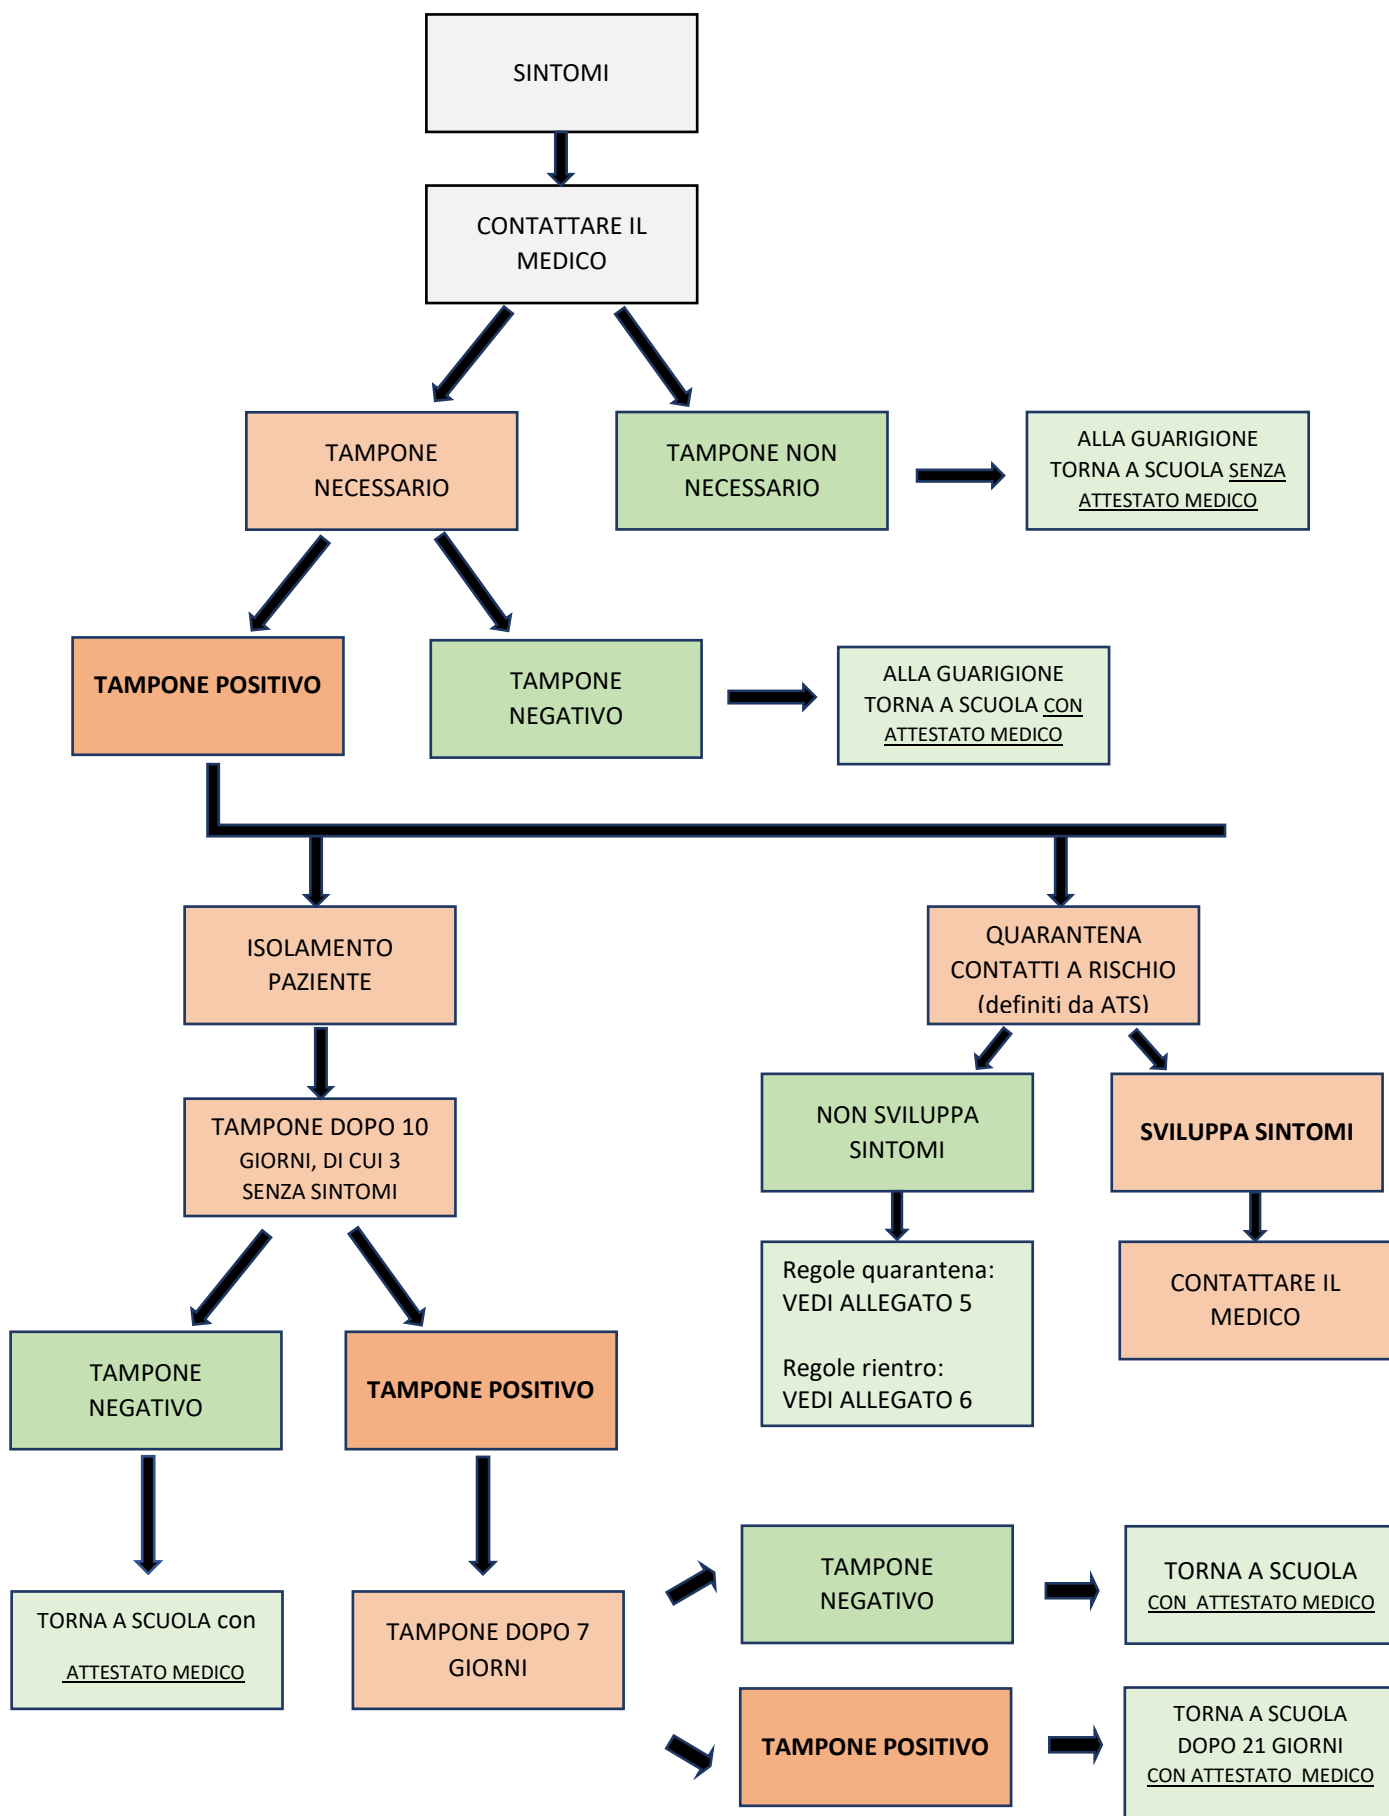 SINTOMI
CONTATTARE IL
MEDICO
TAMPONE
NECESSARIO
TAMPONE NON
NECESSARIO
ALLA GUARIGIONE
TORNA A SCUOLA SENZA
ATTESTATO MEDICO
TAMPONE POSITIVO
TAMPONE
NEGATIVO
ALLA GUARIGIONE
TORNA A SCUOLA CON
ATTESTATO MEDICO
ISOLAMENTO
PAZIENTE
QUARANTENA
CONTATTI A RISCHIO
(definiti da ATS)
TAMPONE DOPO 10
GIORNI, DI CUI 3
SENZA SINTOMI
NON SVILUPPA
SINTOMI
SVILUPPA SINTOMI
Regole quarantena:
VEDI ALLEGATO 5
Regole rientro:
VEDI ALLEGATO 6
CONTATTARE IL
MEDICO
TAMPONE
NEGATIVO
TAMPONE POSITIVO
TORNA A SCUOLA con
ATTESTATO MEDICO
TAMPONE DOPO 7
GIORNI
TAMPONE
NEGATIVO
TORNA A SCUOLA
CON ATTESTATO MEDICO
TAMPONE POSITIVO
TORNA A SCUOLA
DOPO 21 GIORNI
CON ATTESTATO MEDICO